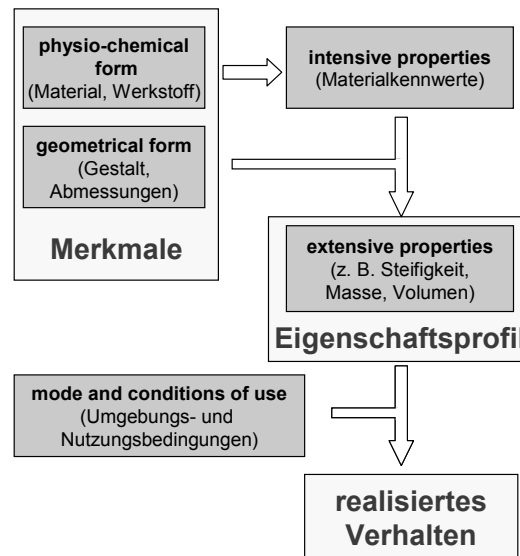 physio-chemical
form
(Material, Werkstoff)
intensive properties
(Materialkennwerte)
geometrical form
(Gestalt,
Abmessungen)
Merkmale
extensive properties
(z. B. Steifigkeit,
Masse, Volumen)
Eigenschaftsprofil
mode and conditions of use
(Umgebungs- und
Nutzungsbedingungen)
realisiertes
Verhalten